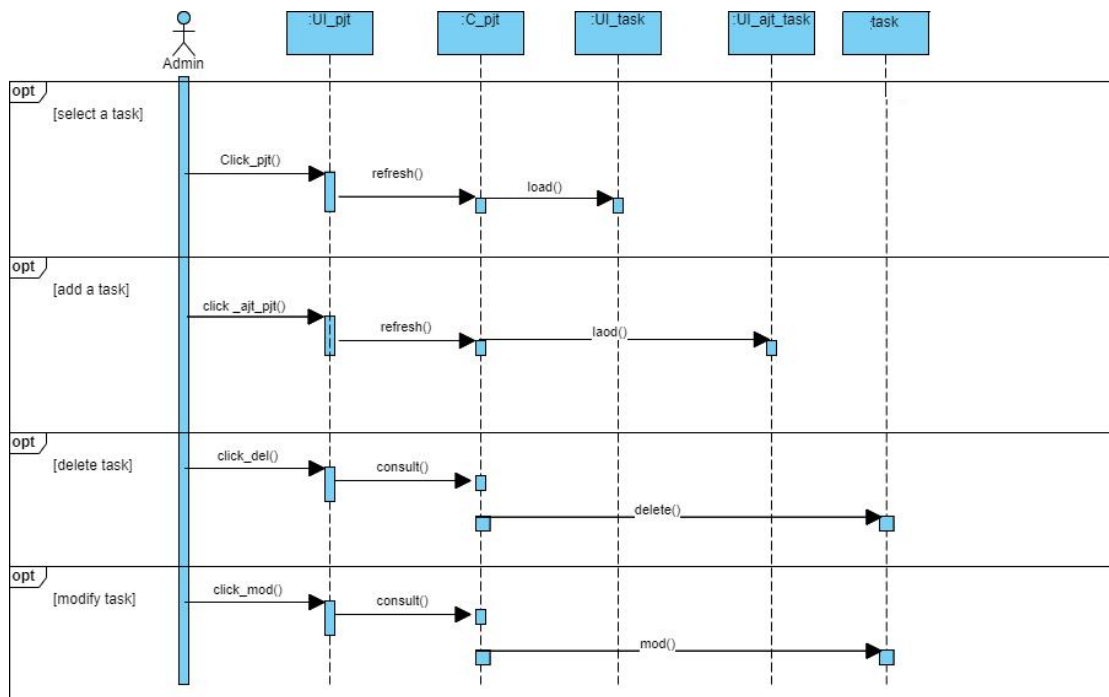 :UI_pjt
:C_pjt
:UI_task
:UI_ajt_task
:task
Admin
opt
[select a task]
Click_pjt()
refresh()
load()
opt
[add a task]
click _ajt_pjt()
refresh()
laod()
opt
[delete task]
click_del()
consult()
delete()
opt
[modify task]
click_mod()
consult()
mod()